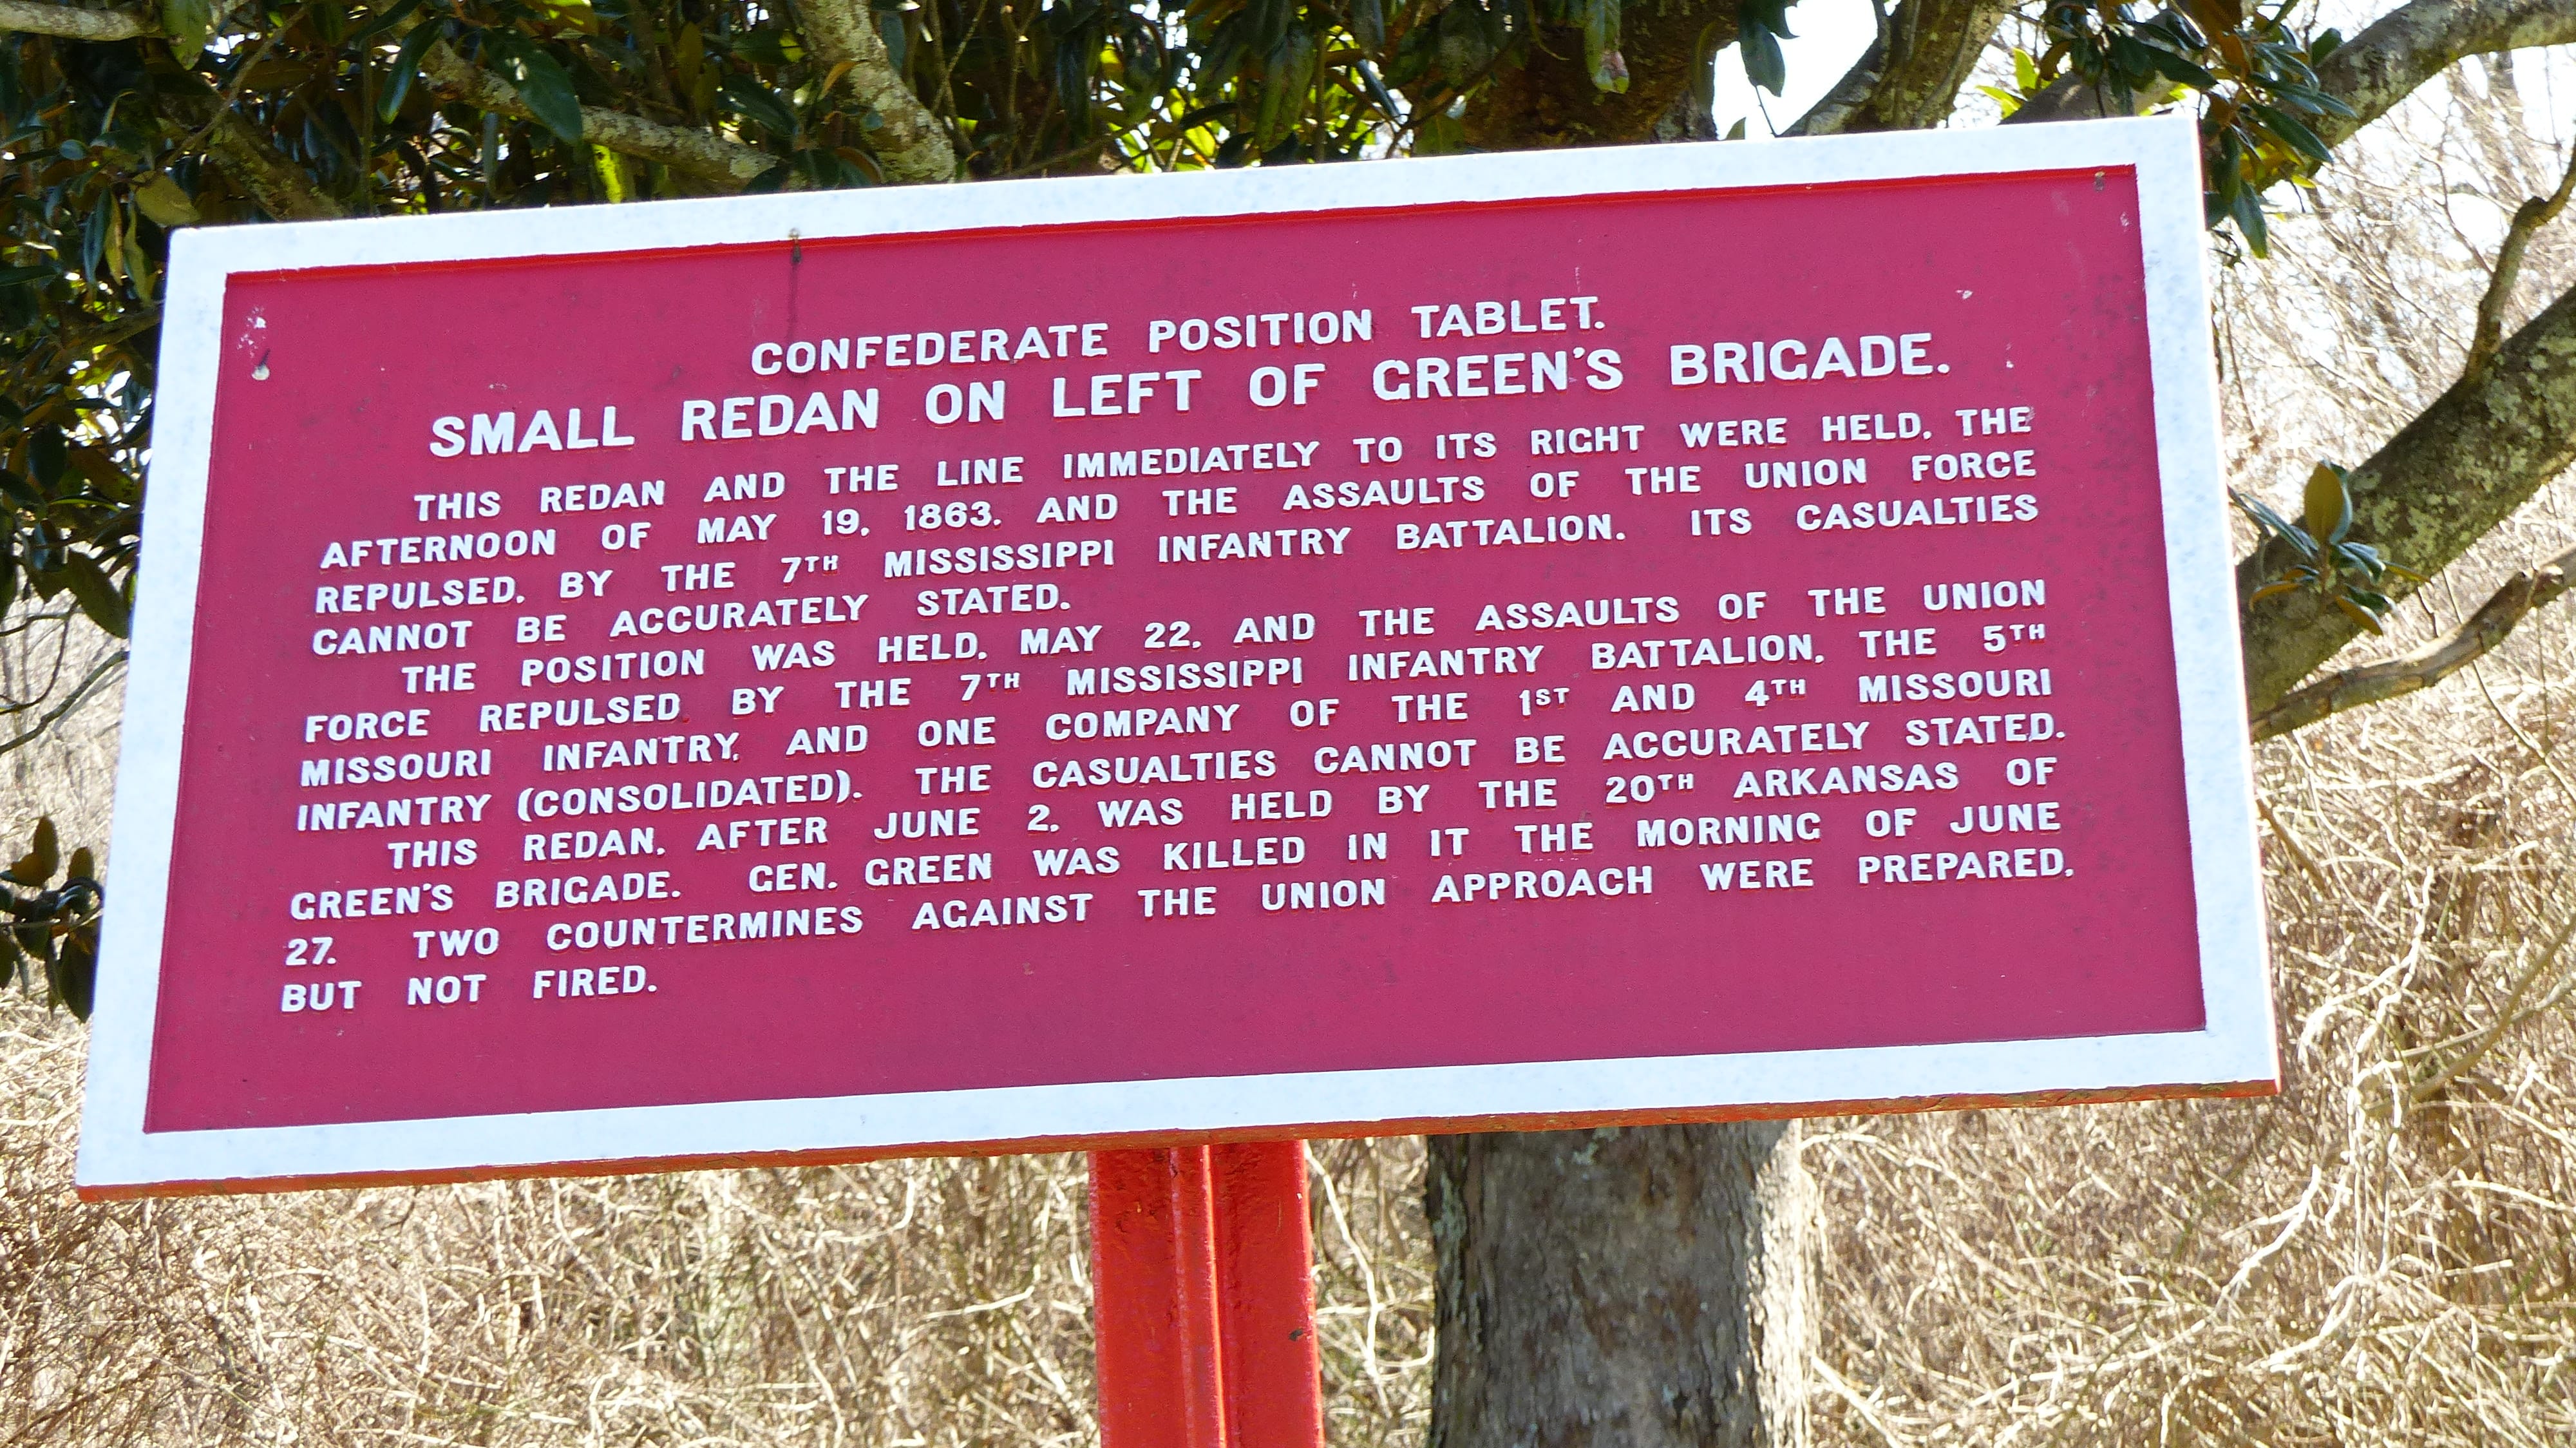 CONFEDERATE POSITION TABLET.
SMALL REDAN ON LEFT OF GREEN'S BRIGADE.
THIS REDAN AND THE LINE IMMEDIATELY TO ITS RIGHT WERE HELD, THE
AFTERNOON OF MAY 19, 1863, AND THE ASSAULTS OF THE UNION FORCE
REPULSED, BY THE 7TH MISSISSIPPI INFANTRY BATTALION. ITS CASUALTIES
CANNOT BE ACCURATELY STATED.
THE POSITION WAS HELD, MAY 22, AND THE ASSAULTS OF THE UNION
FORCE REPULSED BY THE 7TH MISSISSIPPI INFANTRY BATTALION, THE 5TH
MISSOURI INFANTRY, AND ONE COMPANY OF THE 1ST AND 4TH MISSOURI
INFANTRY (CONSOLIDATED). THE CASUALTIES CANNOT BE ACCURATELY STATED.
THIS REDAN, AFTER JUNE 2, WAS HELD BY THE 20TH ARKANSAS OF
GREEN'S BRIGADE. GEN. GREEN WAS KILLED IN IT THE MORNING OF JUNE
27. TWO COUNTERMINES AGAINST THE UNION APPROACH WERE PREPARED,
BUT NOT FIRED.